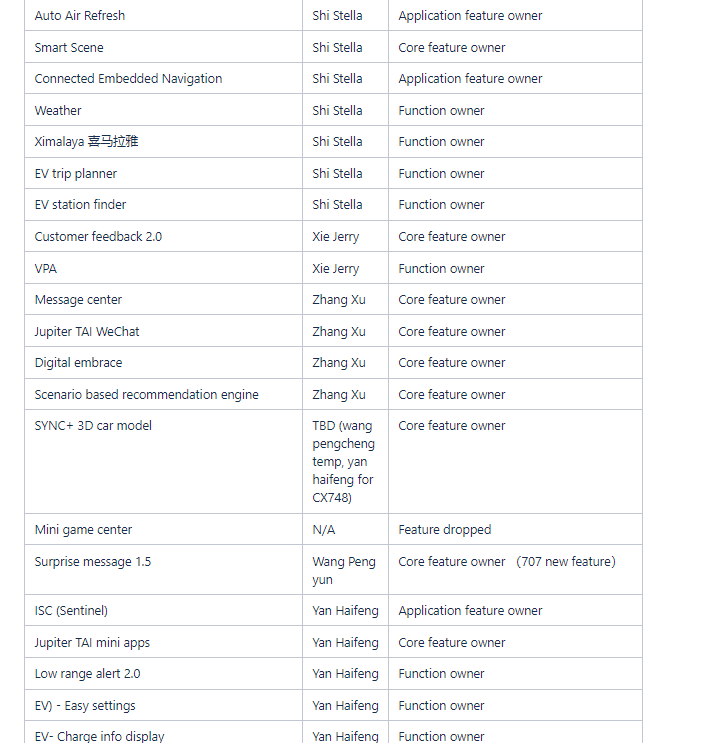 Auto Air Refresh Shi Stella Application feature owner
Smart Scene Shi Stella Core feature owner
Connected Embedded Navigation Shi Stella Application feature owner
Weather Shi Stella Function owner
Ximalaya 喜马拉雅 Shi Stella Function owner
EV trip planner Shi Stella Function owner
EV station finder Shi Stella Function owner
Customer feedback 2.0 Xie Jerry Core feature owner
VPA Xie Jerry Function owner
Message center Zhang Xu Core feature owner
Jupiter TAI WeChat Zhang Xu Core feature owner
Digital embrace Zhang Xu Core feature owner
Scenario based recommendation engine Zhang Xu Core feature owner
SYNC+ 3D car model TBD (wang Core feature owner
pengcheng
temp, yan
haifeng for
CX748)
Mini game center N/A Feature dropped
Surprise message 1.5 Wang Peng Core feature owner （707 new feature）
yun
ISC (Sentinel) Yan Haifeng Application feature owner
Jupiter TAI mini apps Yan Haifeng Core feature owner
Low range alert 2.0 Yan Haifeng Function owner
EV) - Easy settings Yan Haifeng Function owner
EV- Charge info display Yan Haifeng Function owner